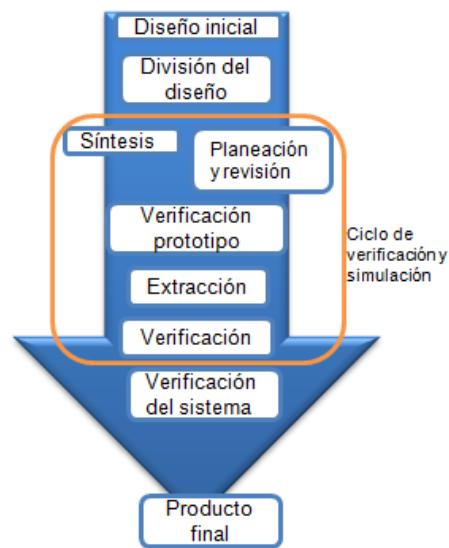 Diseño inicial
División del
diseño
Síntesis
Planeación
y revisión
Verificación
prototipo
Ciclo de
verificación y
simulación
Extracción
Verificación
Verificación
del sistema
Producto
final